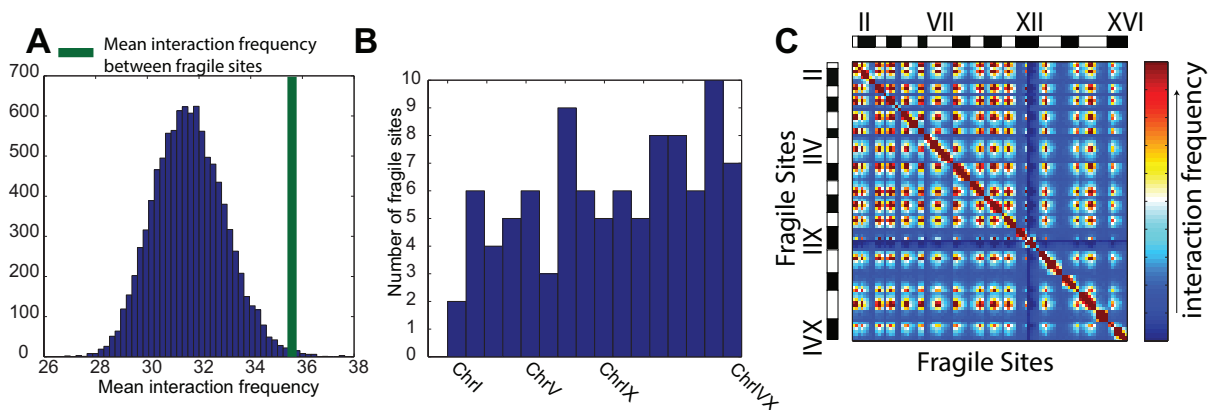 A
Mean interaction frequency
between fragile sites
700
600
500
400
300
200
100
0
26 28 30 32 34 36 38
Mean interaction frequency
B
Number of fragile sites
10
9
8
7
6
5
4
3
2
1
0
ChrI ChrV ChrIX ChrIVX
C
II VII XII XVI
Fragile Sites
II
IIV
IIX
IVX
Fragile Sites
interaction frequency